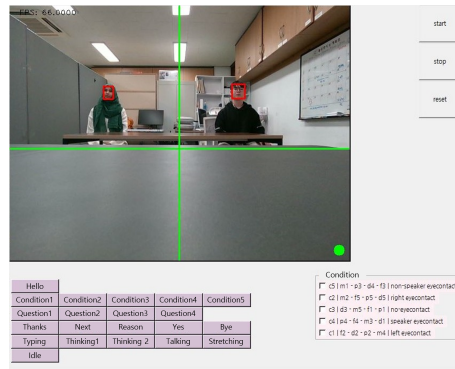 FPS: 66.0000
start
stop
reset
Hello
Condition1 Condition2 Condition3 Condition4 Condition5
Question1 Question2 Question3 Question4
Thanks Next Reason Yes Bye
Typing Thinking1 Thinking 2 Talking Stretching
Idle
Condition
c5 | m1 - p3 - d4 - f3 | non-speaker eyecontact
c2 | m2 - f5 - p5 - d5 | right eyecontact
c3 | d3 - m5 - f1 - p1 | no-eyecontact
c4 | p4 - f4 - m3 - d1 | speaker eyecontact
c1 | f2 - d2 - p2 - m4 | left eyecontact